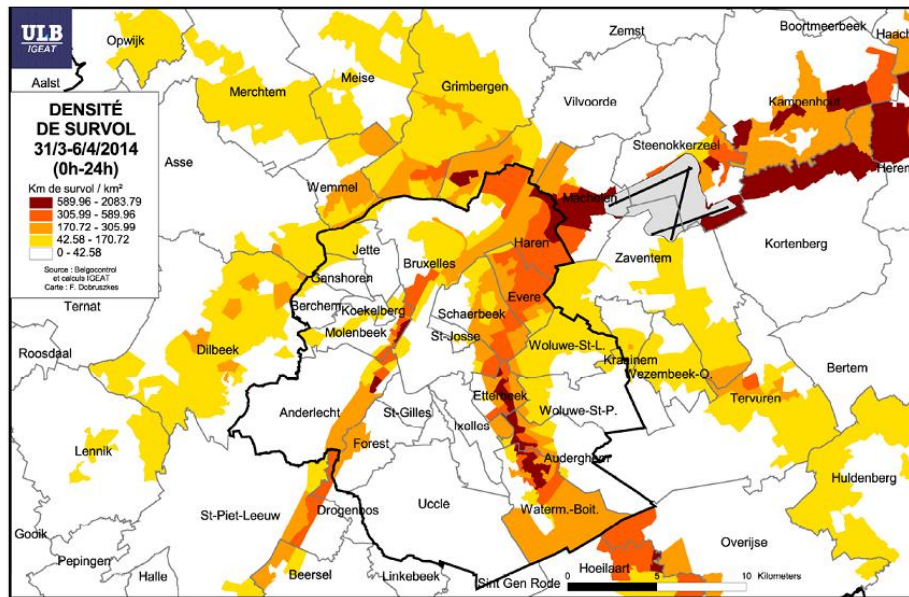 ULB
IGEAT
DENSITÉ
DE SURVOL
31/3-6/4/2014
(0h-24h)
Km de survol / km²
589.96 - 2083.79
305.99 - 589.96
170.72 - 305.99
42.58 - 170.72
0 - 42.58
Source : Belgocontrol
et calculs IGEAT
Carte : F. Dobruszkes
Opwijk
Aalst
Merchtem
Meise
Grimbergen
Zemst
Boortmeerbeek
Haach
Vilvoorde
Kampenhout
Steenokkerzeel
Asse
Wemmel
Machelen
Herem
Haren
Kortenberg
Zaventem
Jette
Bruxelles
Ganshoren
Evere
Berchem
Koekelberg
Schaerbeek
Ternat
Molenbeek
St-Josse
Woluwe-St-L.
Roosdaal
Dilbeek
Kraainem
Wezembeek-O.
Bertem
Etterbeek
Tervuren
Anderlecht
St-Gilles
Woluwe-St-P.
Ixelles
Forest
Lennik
Auderghem
Huldenberg
Uccle
St-Piet-Leeuw
Drogenbos
Waterm.-Boit.
Gooik
Overijse
Pepingen
Halle
Beersel
Linkebeek
Hoeilaart
Sint Gen Rode
0 5 10 Kilometers